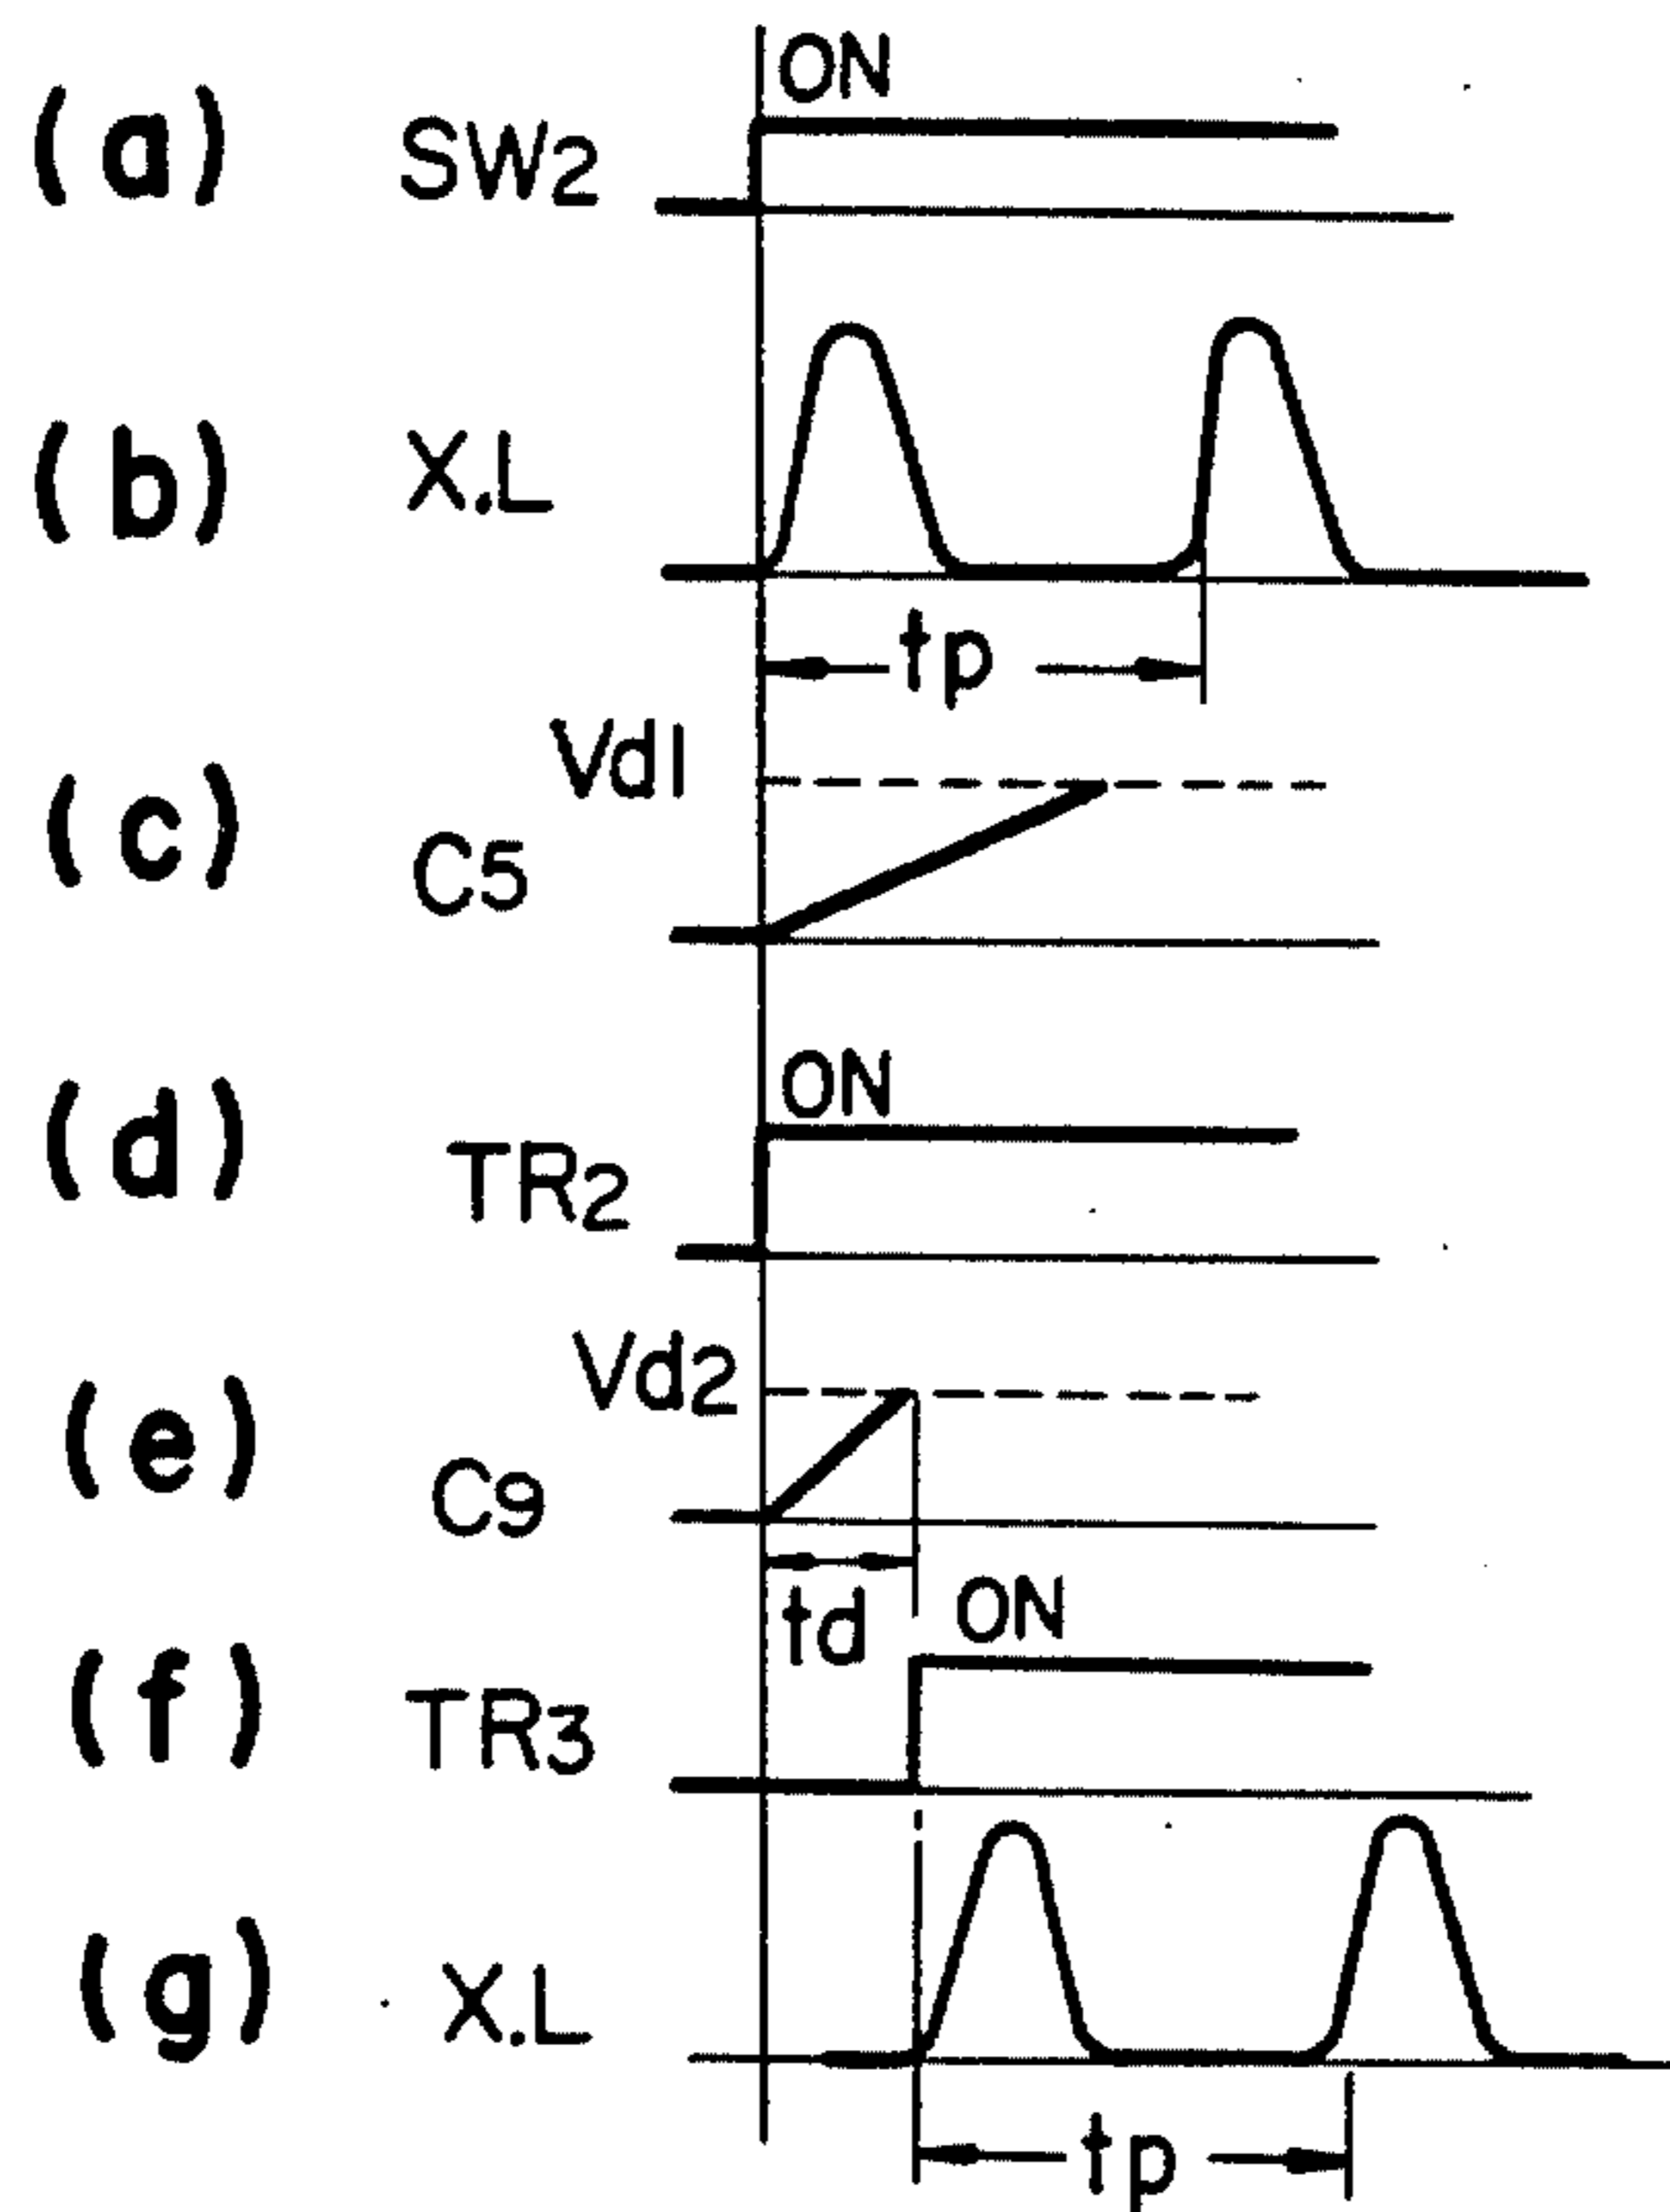 ON
(a) SW2
(b) X.L
tp
Vd1
(c) C5
ON
(d) TR2
Vd2
(e) C9
td ON
(f) TR3
(g) X.L
tp